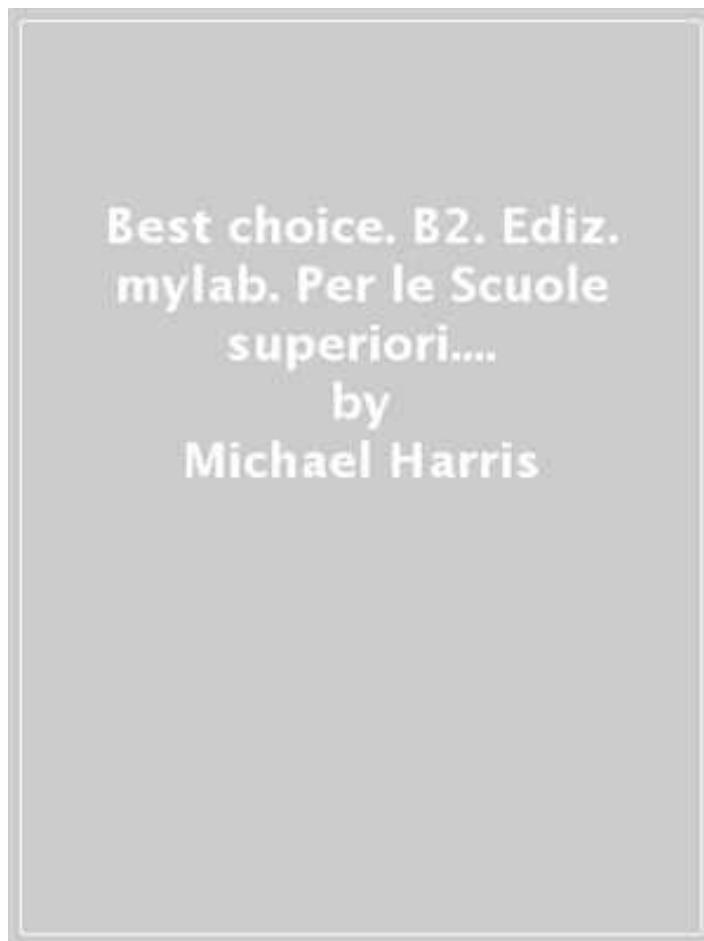 Best choice. B2. Ediz.
mylab. Per le Scuole
superiori....
by
Michael Harris